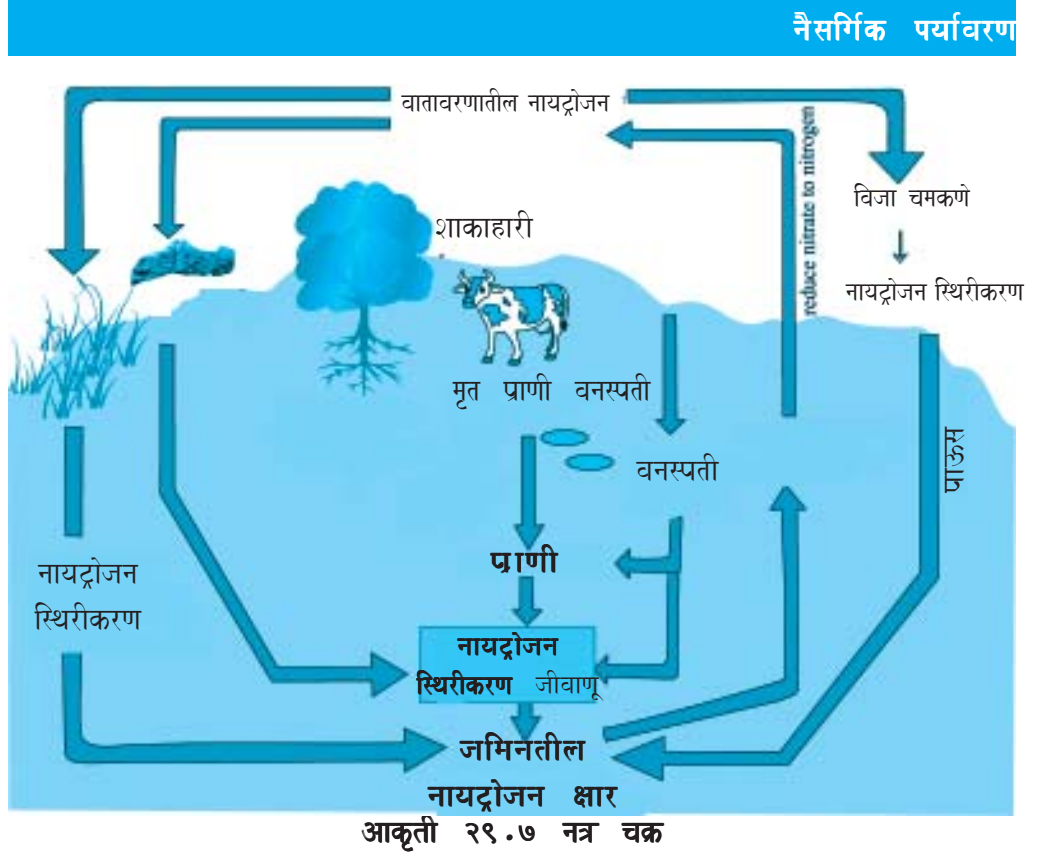 नैसर्गिक पर्यावरण
वातावरणातील नायट्रोजन
reduce nitrate to nitrogen
विजा चमकणे
शाकाहारी
नायट्रोजन स्थिरीकरण
मृत प्राणी वनस्पती
पाऊस
वनस्पती
प्राणी
नायट्रोजन
स्थिरीकरण
नायट्रोजन
स्थिरीकरण जीवाणू
जमिनतील
नायट्रोजन क्षार
आकृती २९.७ नत्र चक्र